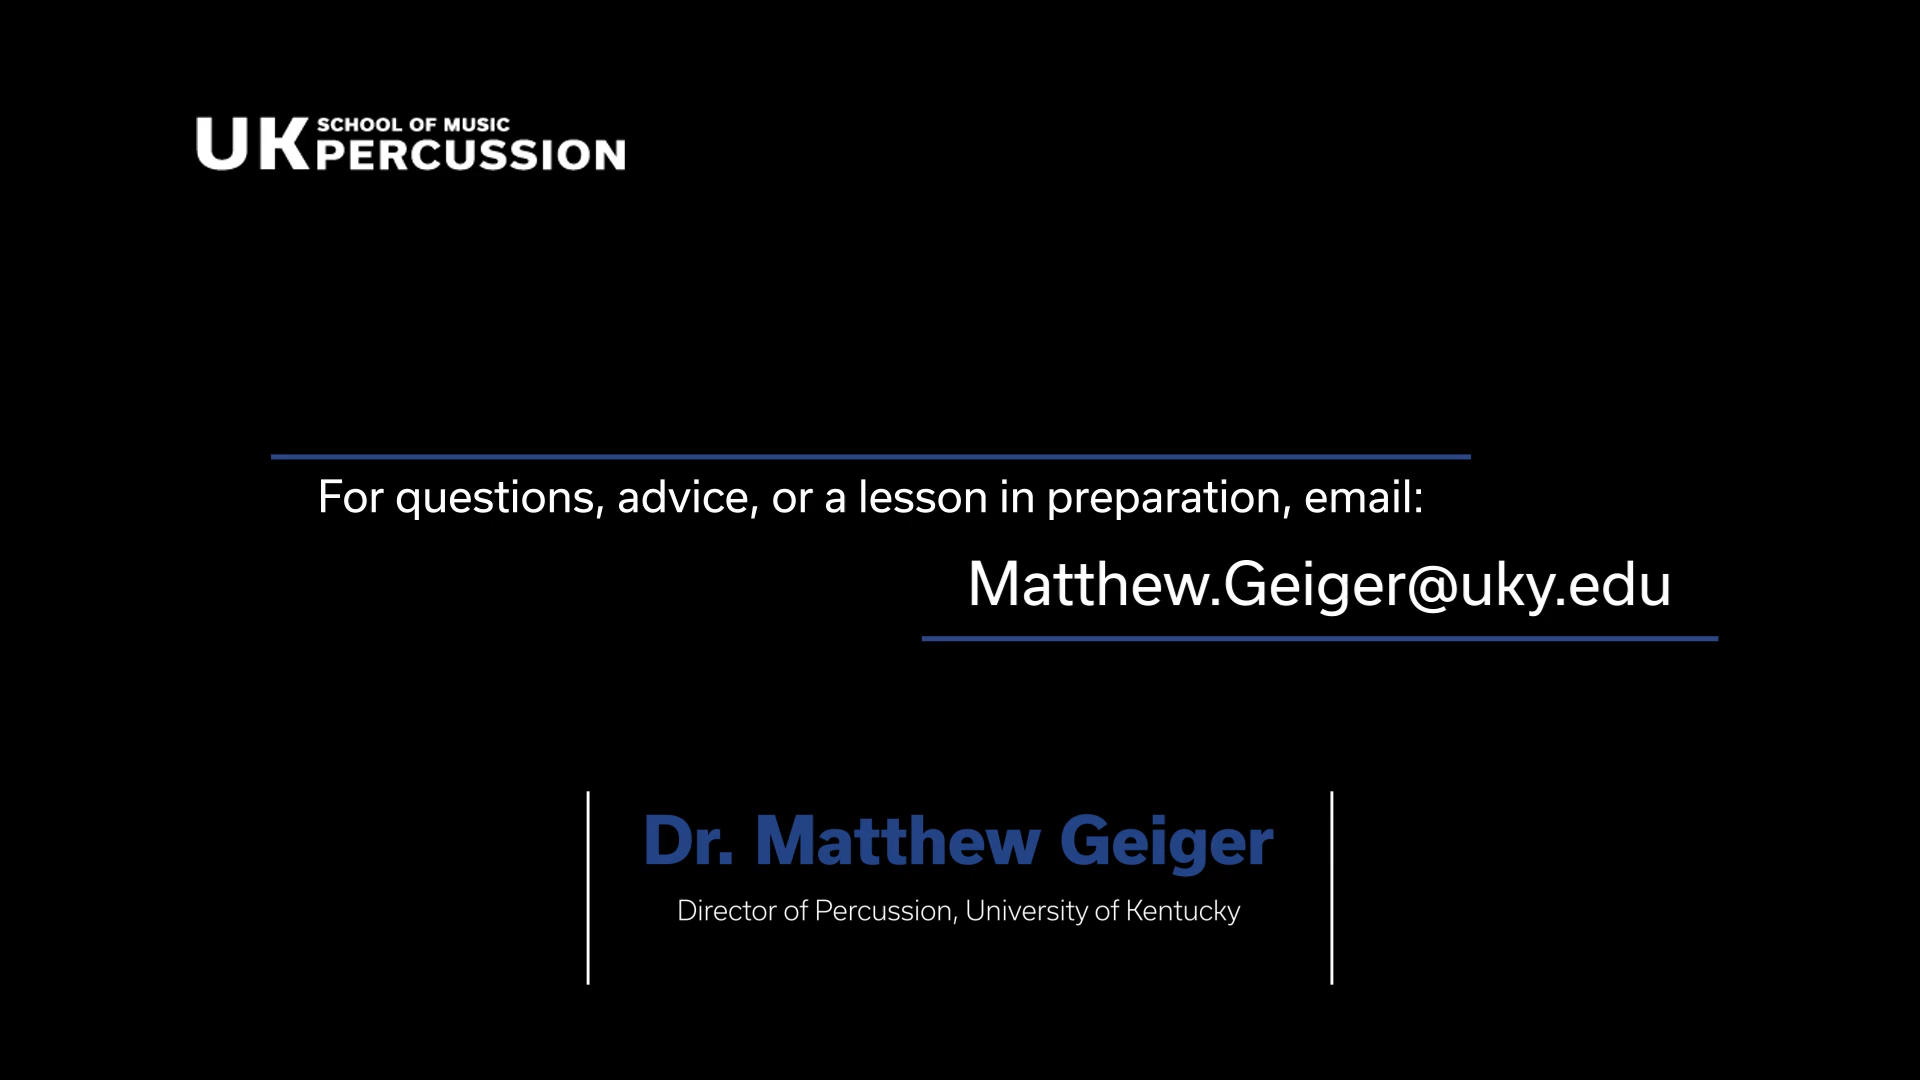 UK SCHOOL OF MUSIC
PERCUSSION
For questions, advice, or a lesson in preparation, email:
Matthew.Geiger@uky.edu
Dr. Matthew Geiger
Director of Percussion, University of Kentucky